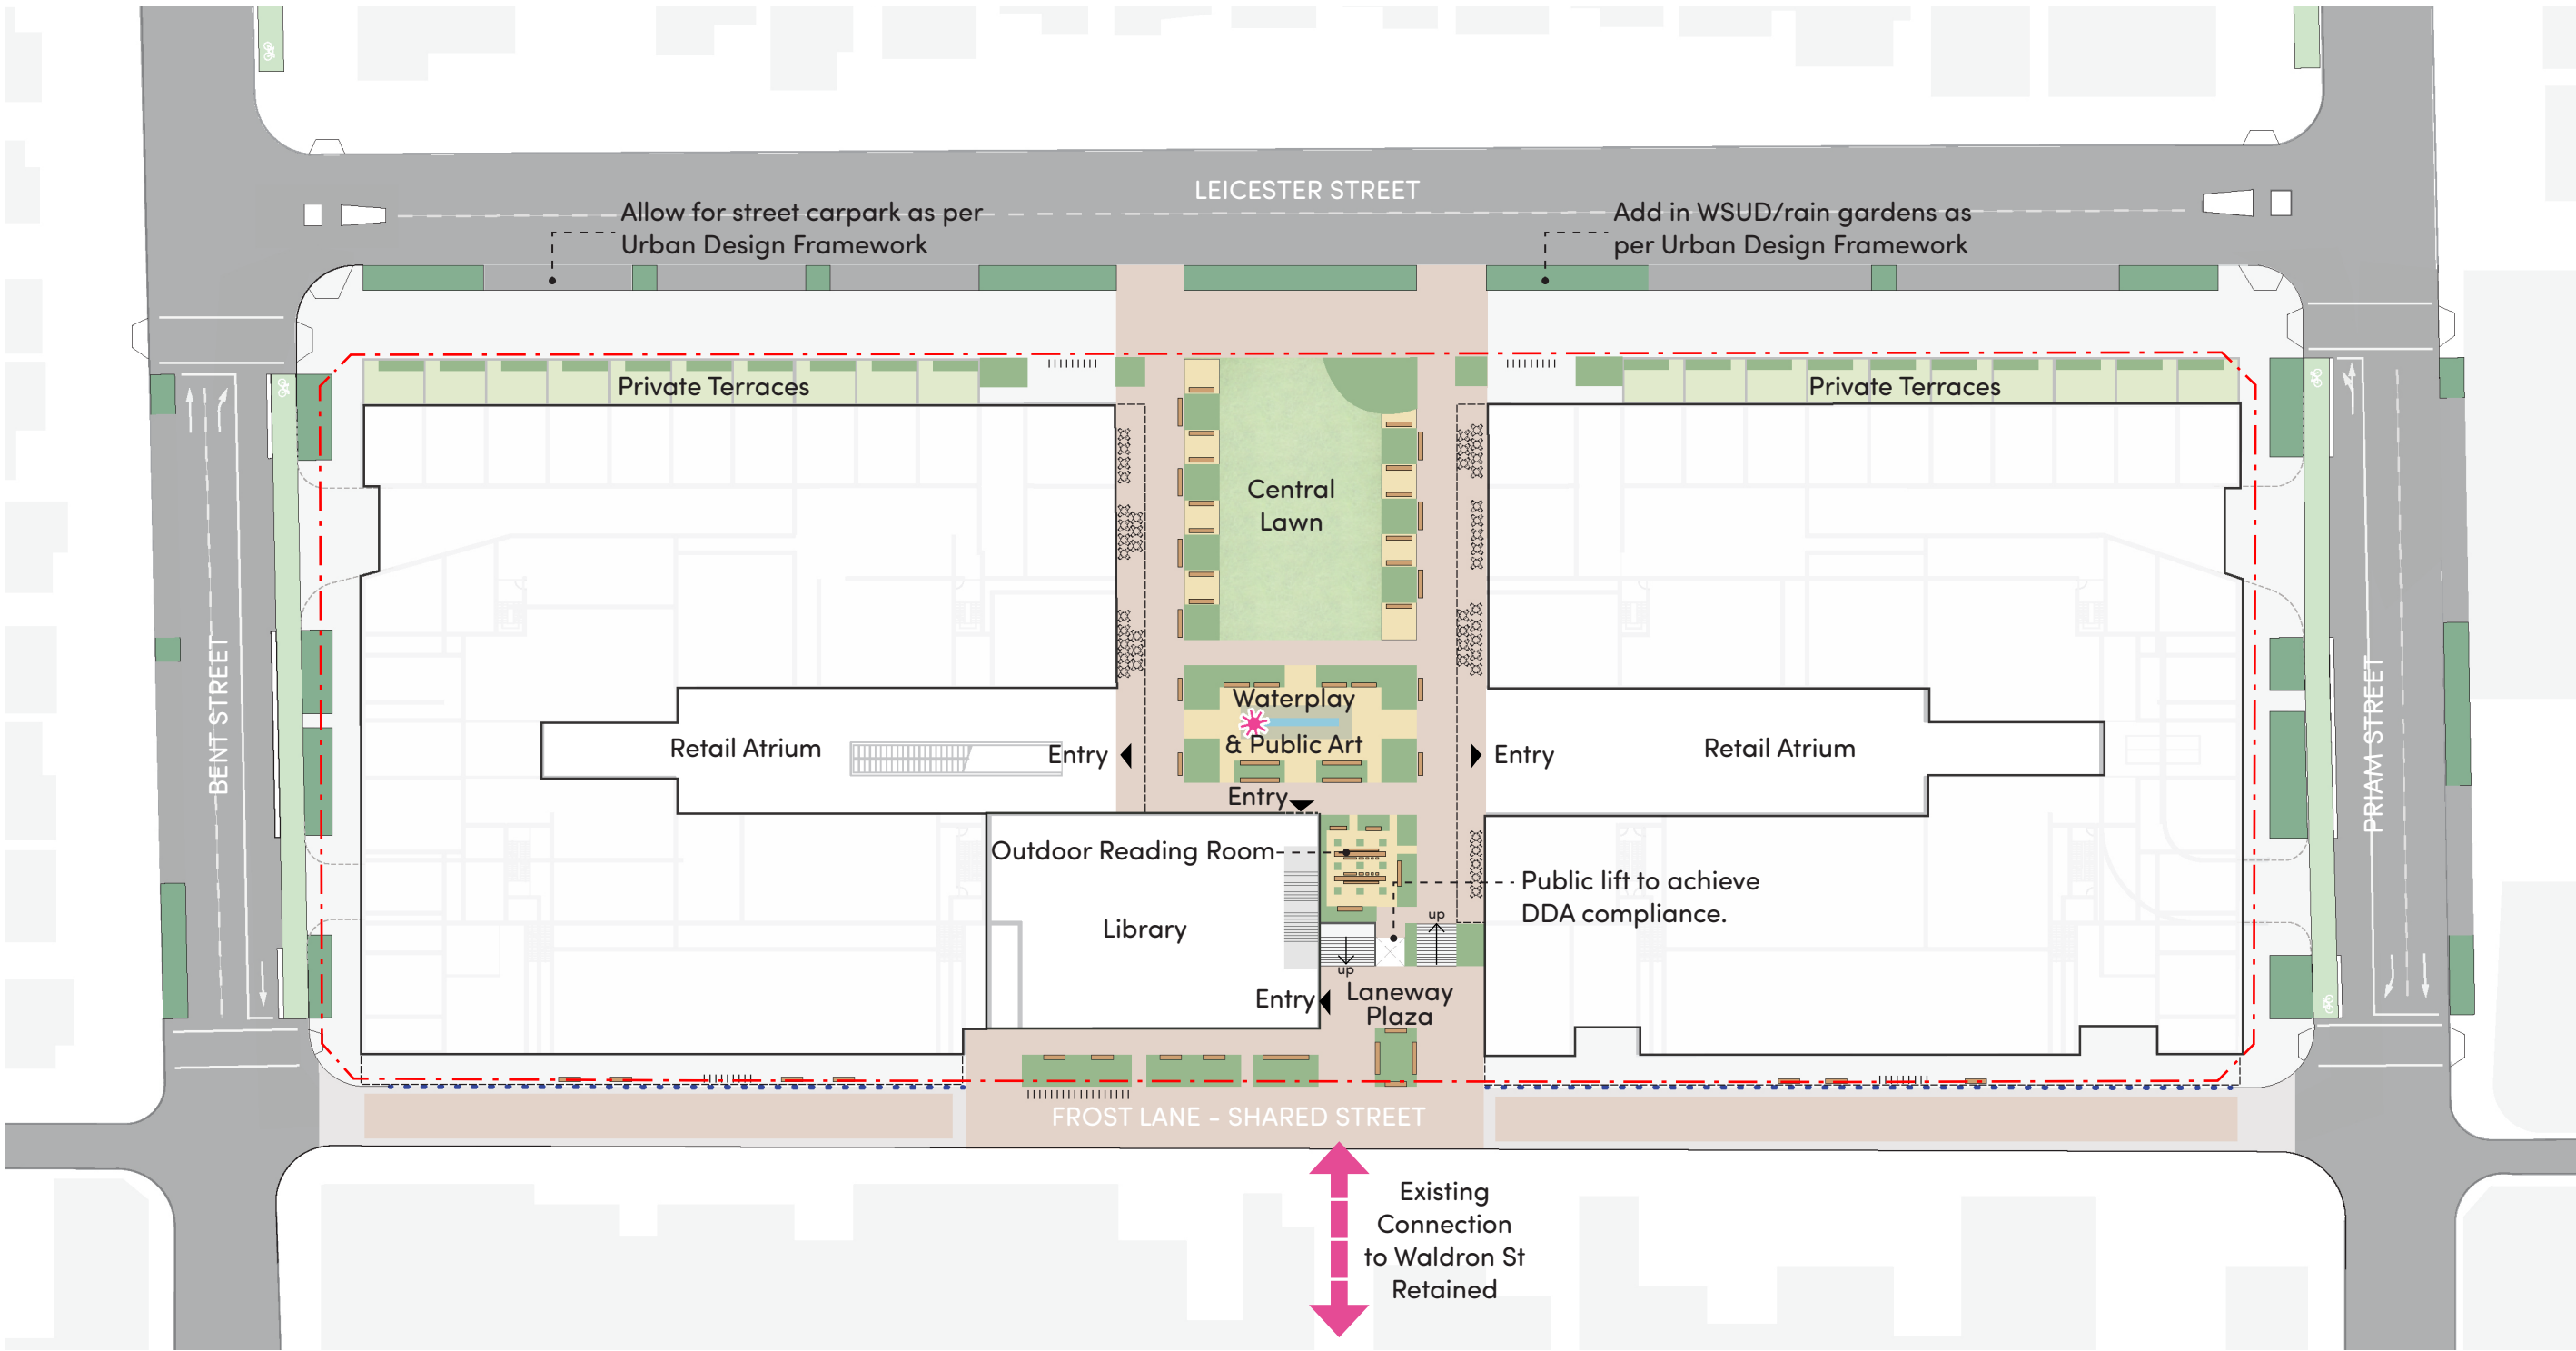 LEICESTER STREET
Allow for street carpark as per
Urban Design Framework
Add in WSUD/rain gardens as
per Urban Design Framework
Private Terraces
Private Terraces
Central
Lawn
BENT STREET
PRIAM STREET
Waterplay
& Public Art
Retail Atrium
Entry
Entry
Retail Atrium
Entry
Outdoor Reading Room
Public lift to achieve
DDA compliance.
Library
up
up
Entry
Laneway
Plaza
FROST LANE - SHARED STREET
Existing
Connection
to Waldron St
Retained